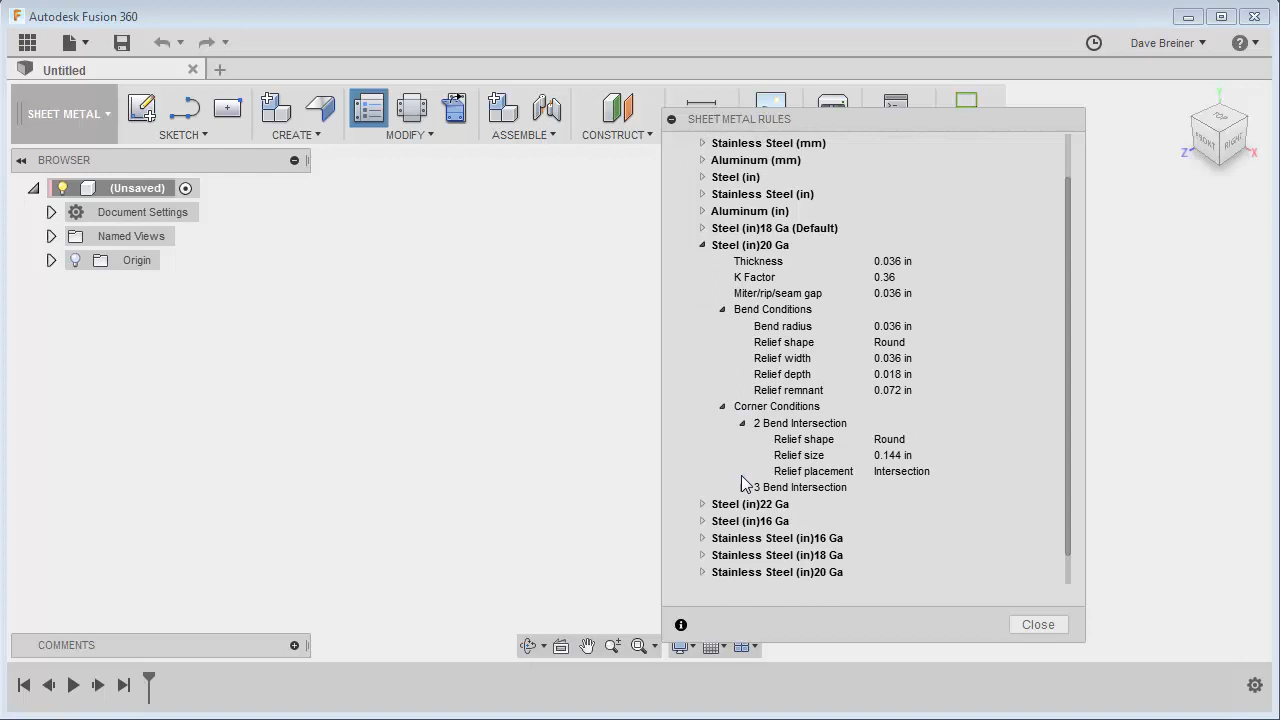 Autodesk Fusion 360
Dave Breiner
Untitled
SHEET METAL
SKETCH
CREATE
MODIFY
ASSEMBLE
CONSTRUCT
BROWSER
(Unsaved)
Document Settings
Named Views
Origin
SHEET METAL RULES
Stainless Steel (mm)
Aluminum (mm)
Steel (in)
Stainless Steel (in)
Aluminum (in)
Steel (in)18 Ga (Default)
Steel (in)20 Ga
Thickness 0.036 in
K Factor 0.36
Miter/rip/seam gap 0.036 in
Bend Conditions
Bend radius 0.036 in
Relief shape Round
Relief width 0.036 in
Relief depth 0.018 in
Relief remnant 0.072 in
Corner Conditions
2 Bend Intersection
Relief shape Round
Relief size 0.144 in
Relief placement Intersection
3 Bend Intersection
Steel (in)22 Ga
Steel (in)16 Ga
Stainless Steel (in)16 Ga
Stainless Steel (in)18 Ga
Stainless Steel (in)20 Ga
Close
TOP
FRONT
RIGHT
Y
Z
X
COMMENTS